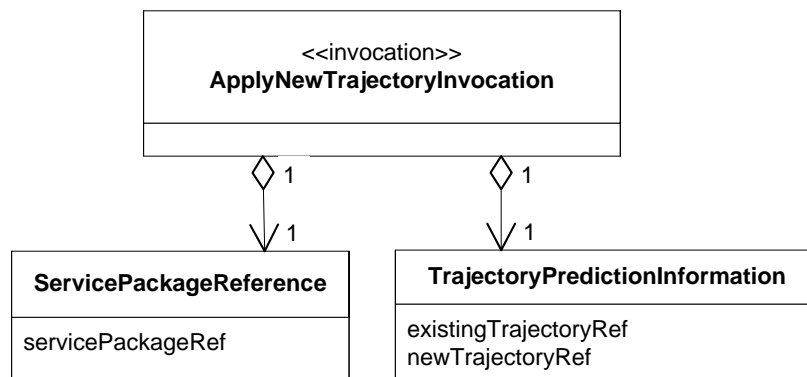 <<invocation>>
ApplyNewTrajectoryInvocation
1
1
1
1
ServicePackageReference
servicePackageRef
TrajectoryPredictionInformation
existingTrajectoryRef
newTrajectoryRef